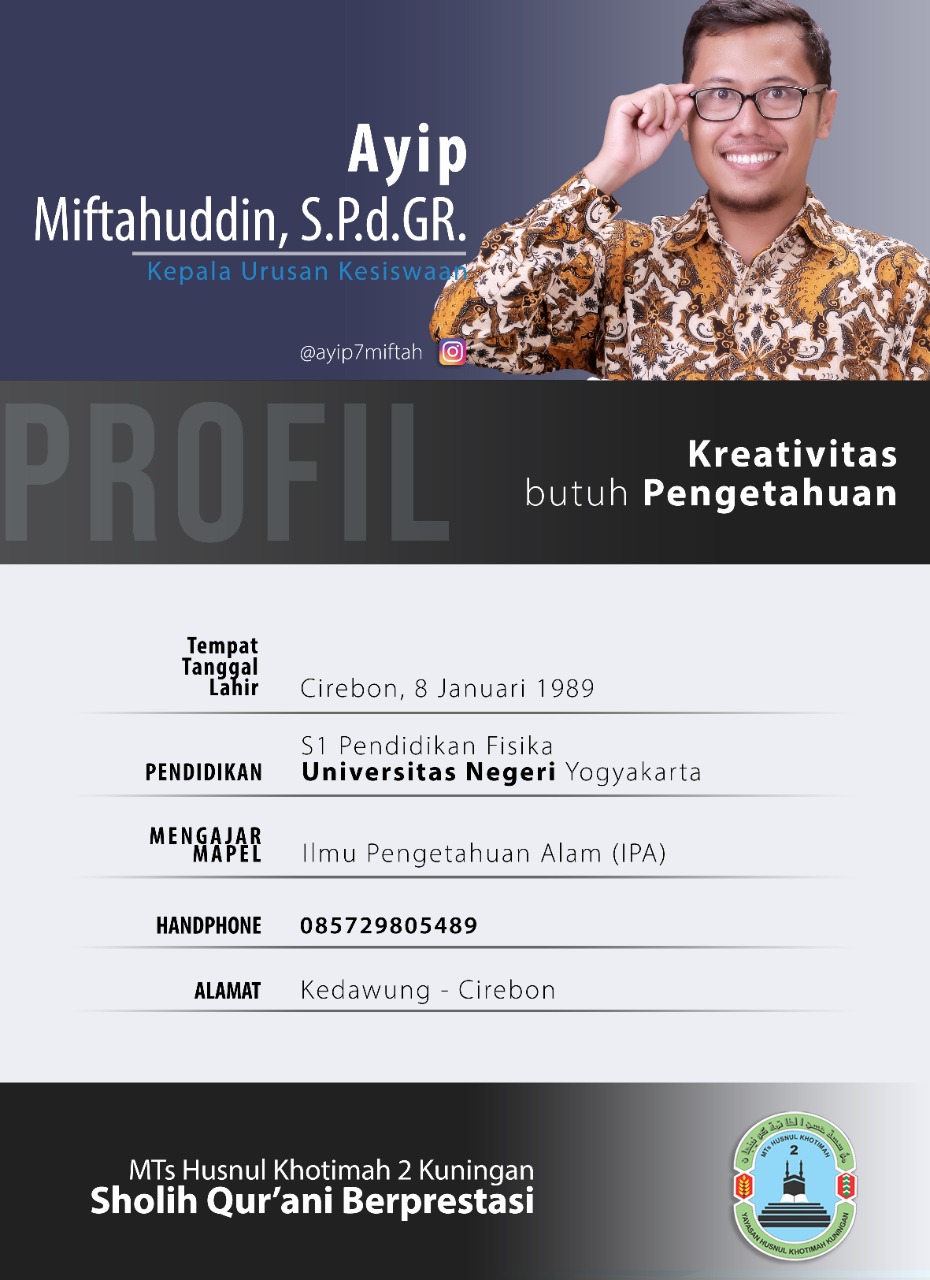 Ayip
Miftahuddin, S.P.d.GR.
Kepala Urusan Kesiswaan
@ayip7miftah
PROFIL
Kreativitas
butuh Pengetahuan
Tempat
Tanggal
Lahir
Cirebon, 8 Januari 1989
PENDIDIKAN
S1 Pendidikan Fisika
Universitas Negeri Yogyakarta
MENGAJAR
MAPEL
Ilmu Pengetahuan Alam (IPA)
HANDPHONE
085729805489
ALAMAT
Kedawung - Cirebon
MTs Husnul Khotimah 2 Kuningan
Sholih Qur’ani Berprestasi
MTs HUSNUL KHOTIMAH
2
YAYASAN HUSNUL KHOTIMAH KUNINGAN